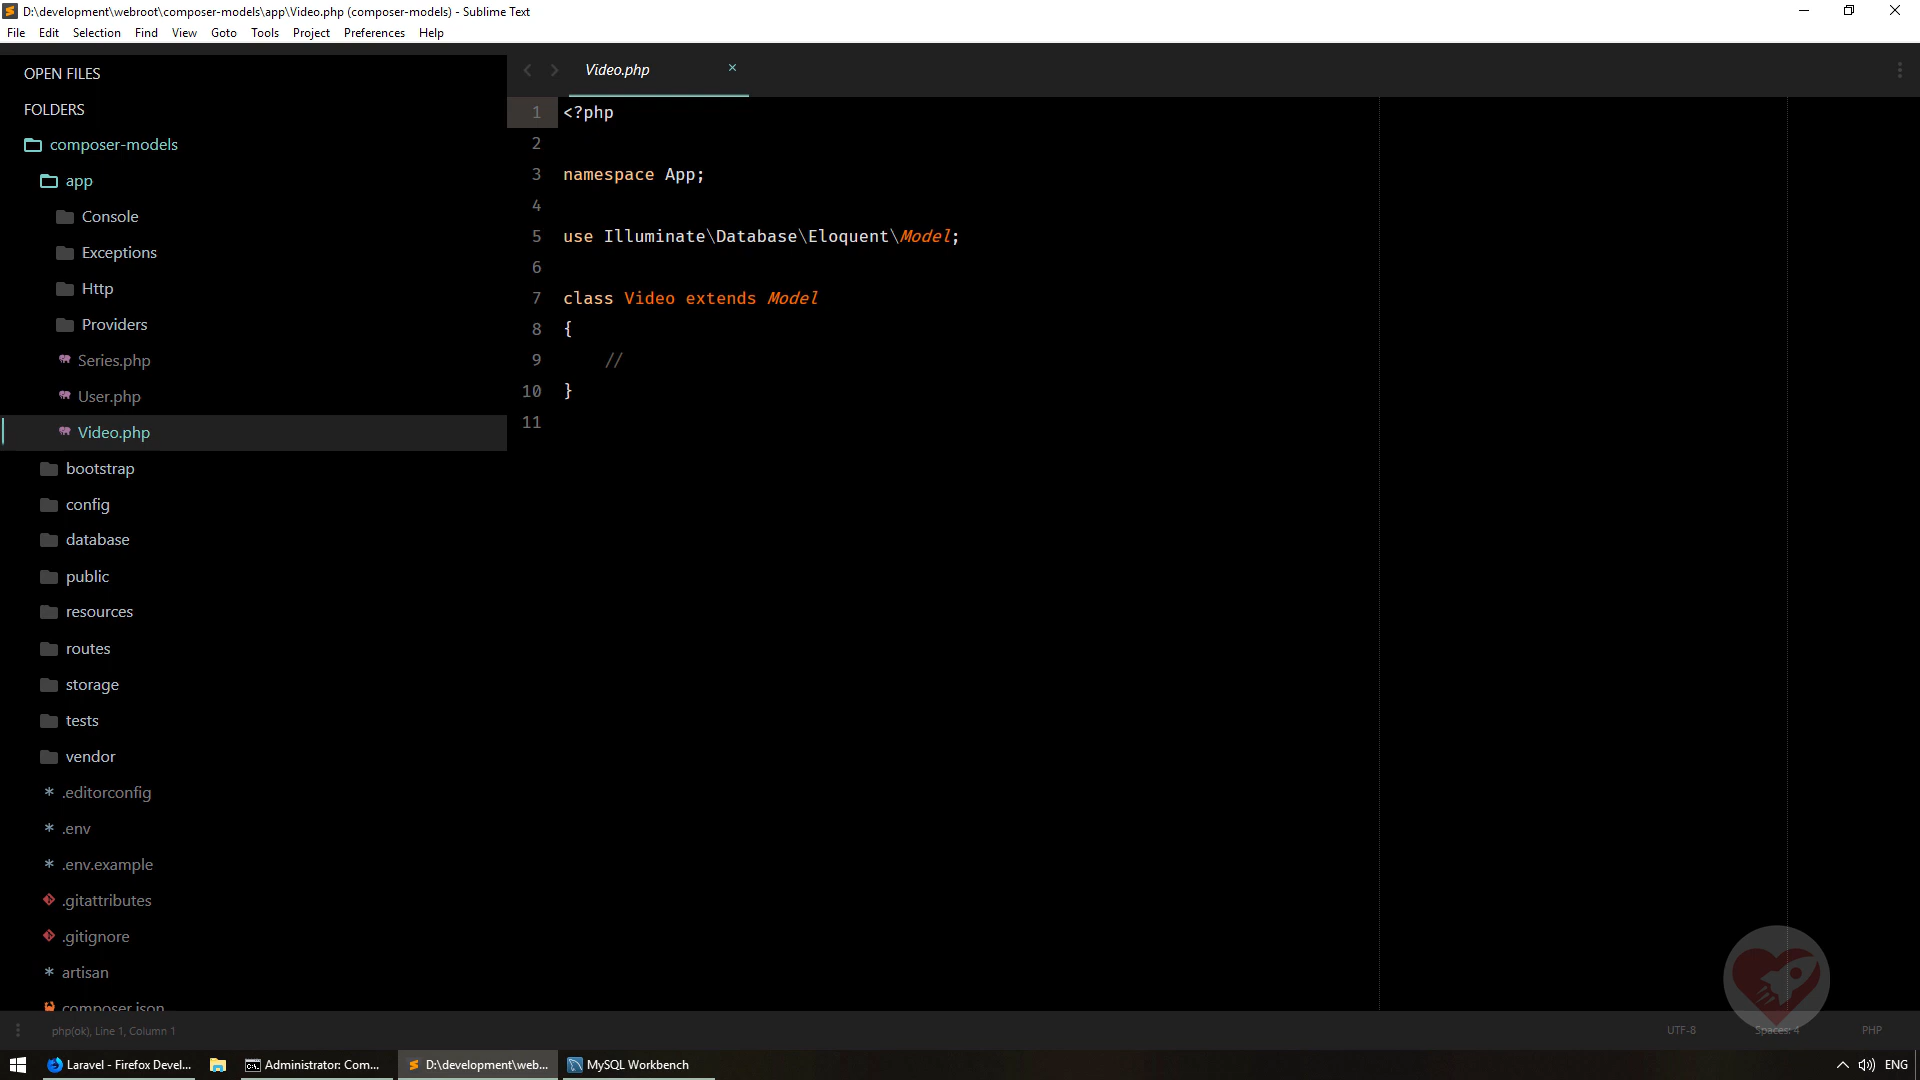 D:\development\webroot\composer-models\app\Video.php (composer-models) - Sublime Text
File Edit Selection Find View Goto Tools Project Preferences Help
OPEN FILES
FOLDERS
composer-models
app
Console
Exceptions
Http
Providers
Series.php
User.php
Video.php
bootstrap
config
database
public
resources
routes
storage
tests
vendor
.editorconfig
.env
.env.example
.gitattributes
.gitignore
artisan
composer.json
Video.php
1 <?php
2
3 namespace App;
4
5 use Illuminate\Database\Eloquent\Model;
6
7 class Video extends Model
8 {
9 //
10 }
11
php(ok), Line 1, Column 1
UTF-8 Spaces: 4 PHP
Laravel - Firefox Devel... Administrator: Com... D:\development\web... MySQL Workbench ENG